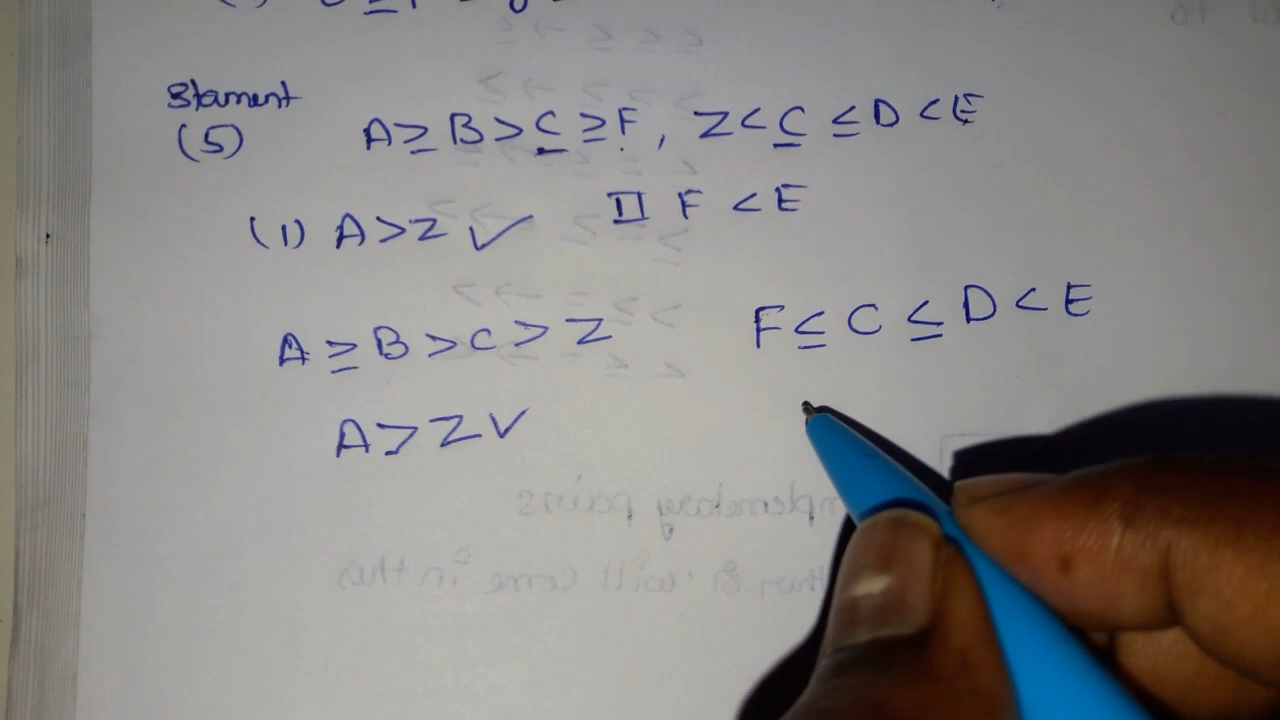 Stament
(5) A ≥ B > C ≥ F, Z < C ≤ D < E
(1) A > Z ✓ II F < E
A ≥ B > C > Z F ≤ C ≤ D < E
A > Z ✓